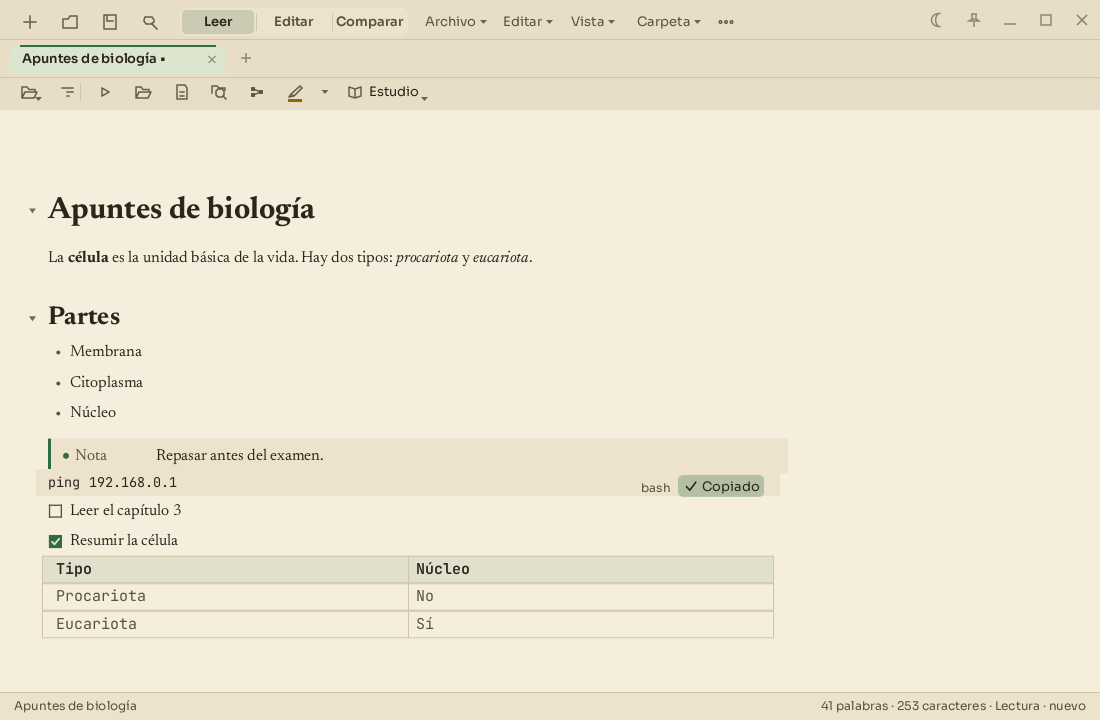 Leer Editar Comparar Archivo Editar Vista Carpeta
Apuntes de biología •
Estudio
Apuntes de biología
La célula es la unidad básica de la vida. Hay dos tipos: procariota y eucariota.
Partes
• Membrana
• Citoplasma
• Núcleo
Nota Repasar antes del examen.
ping 192.168.0.1
bash Copiado
Leer el capítulo 3
Resumir la célula
Tipo Núcleo
Procariota No
Eucariota Sí
Apuntes de biología 41 palabras · 253 caracteres · Lectura · nuevo